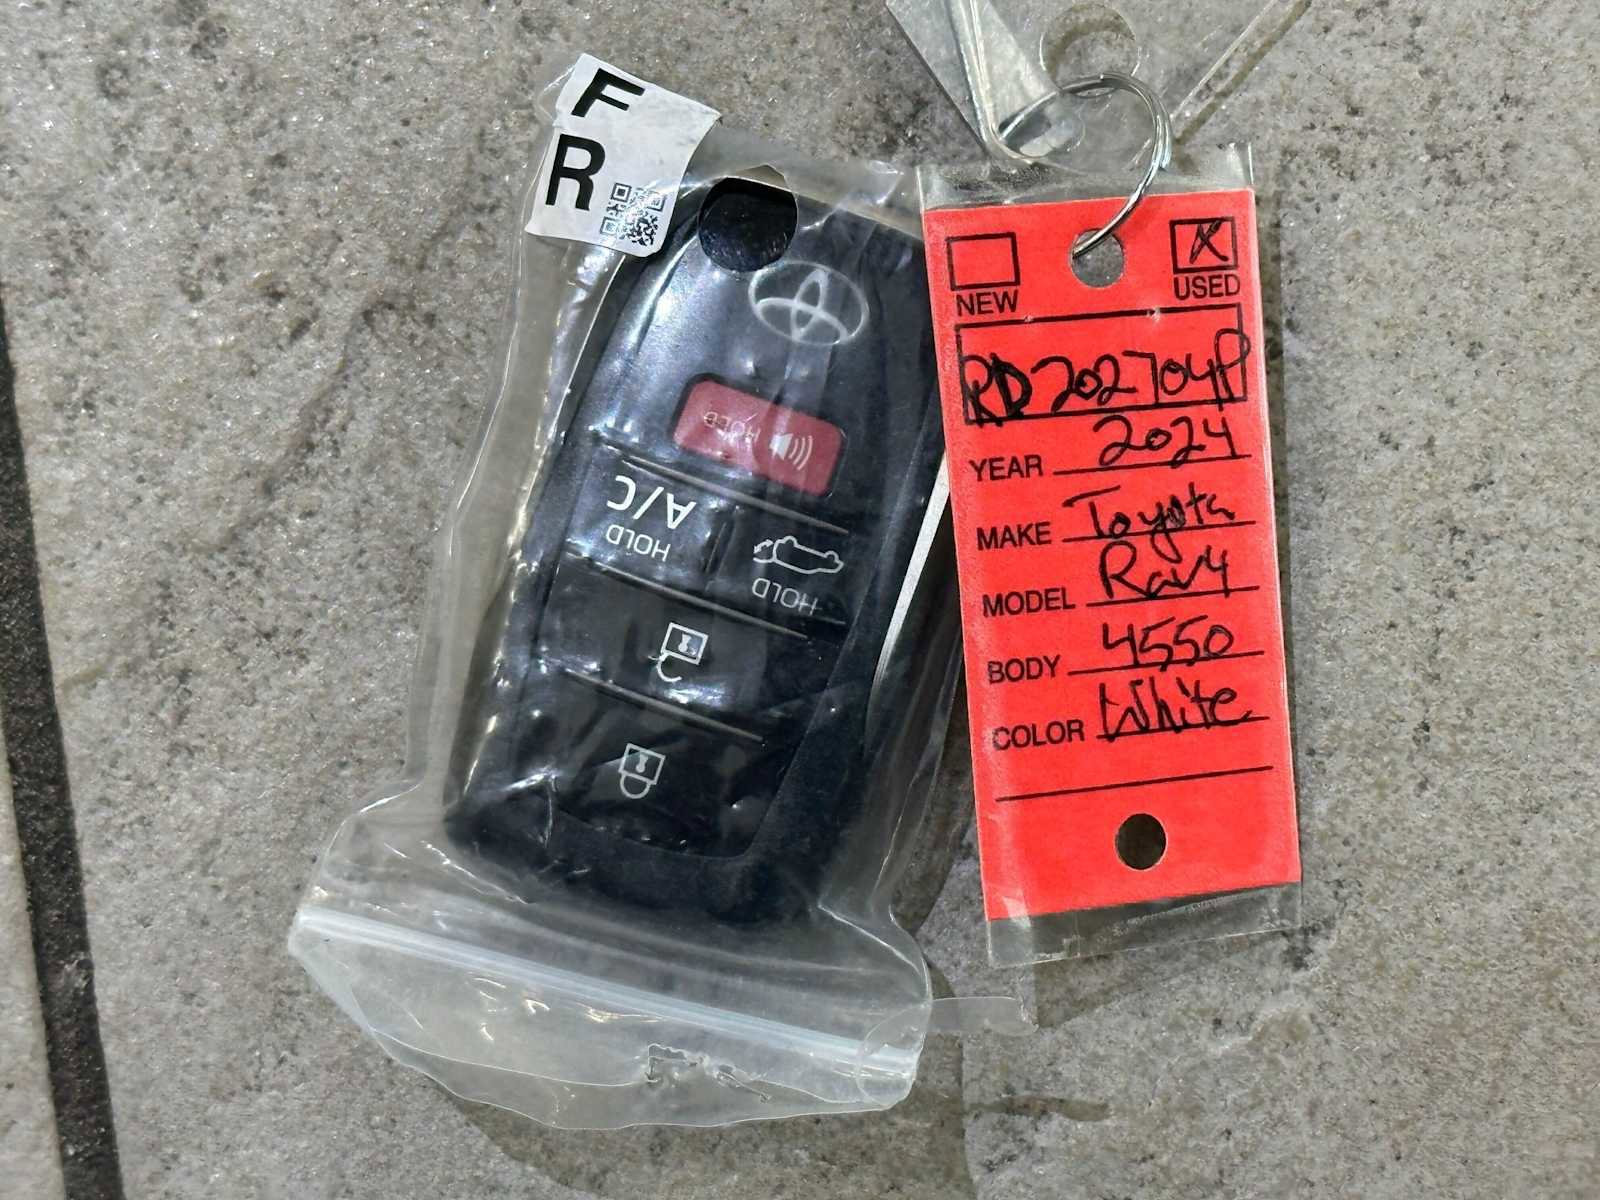 F
R
HOLD
A/C
HOLD
HOLD
NEW
USED
RD202704P
YEAR 2024
MAKE Toyota
MODEL Rav4
BODY 4550
COLOR White